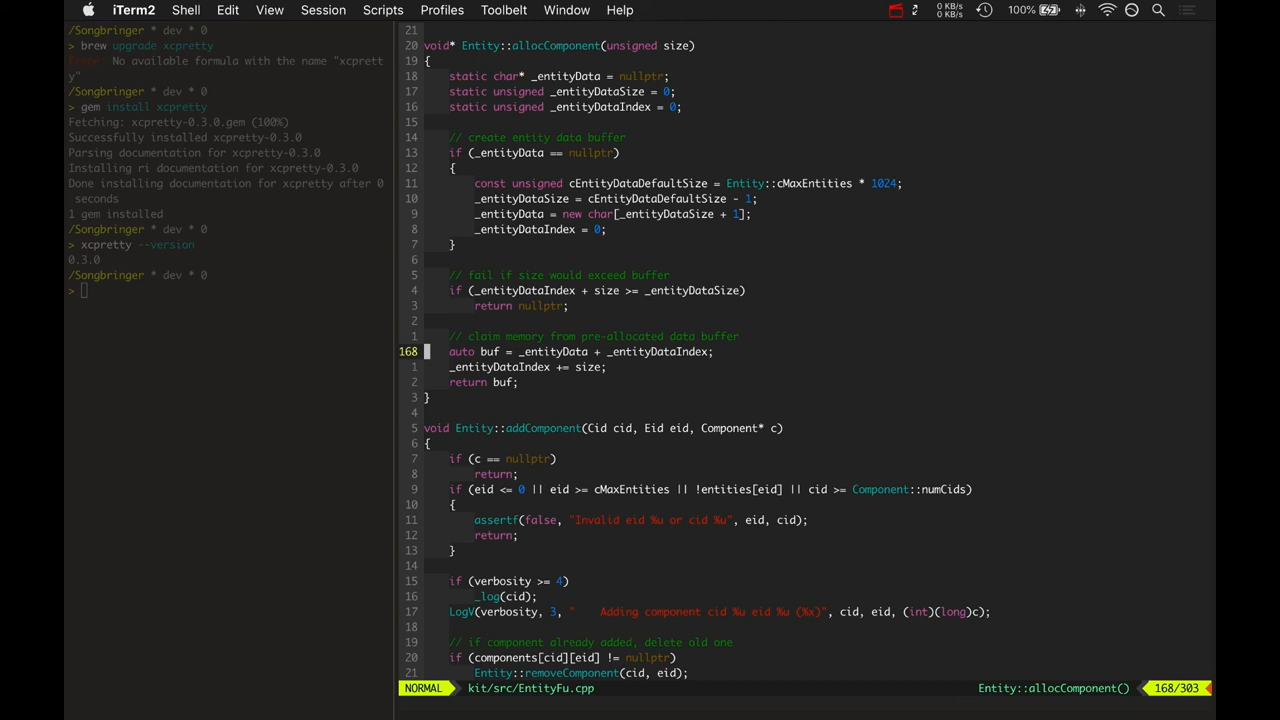 iTerm2 Shell Edit View Session Scripts Profiles Toolbelt Window Help
0 KB/s
0 KB/s
100%
/Songbringer * dev * 0
> brew upgrade xcpretty
Error: No available formula with the name "xcprett
y"
/Songbringer * dev * 0
> gem install xcpretty
Fetching: xcpretty-0.3.0.gem (100%)
Successfully installed xcpretty-0.3.0
Parsing documentation for xcpretty-0.3.0
Installing ri documentation for xcpretty-0.3.0
Done installing documentation for xcpretty after 0
seconds
1 gem installed
/Songbringer * dev * 0
> xcpretty --version
0.3.0
/Songbringer * dev * 0
>
21
20 void* Entity::allocComponent(unsigned size)
19 {
18 static char* _entityData = nullptr;
17 static unsigned _entityDataSize = 0;
16 static unsigned _entityDataIndex = 0;
15
14 // create entity data buffer
13 if (_entityData == nullptr)
12 {
11 const unsigned cEntityDataDefaultSize = Entity::cMaxEntities * 1024;
10 _entityDataSize = cEntityDataDefaultSize - 1;
9 _entityData = new char[_entityDataSize + 1];
8 _entityDataIndex = 0;
7 }
6
5 // fail if size would exceed buffer
4 if (_entityDataIndex + size >= _entityDataSize)
3 return nullptr;
2
1 // claim memory from pre-allocated data buffer
168 auto buf = _entityData + _entityDataIndex;
1 _entityDataIndex += size;
2 return buf;
3 }
4
5 void Entity::addComponent(Cid cid, Eid eid, Component* c)
6 {
7 if (c == nullptr)
8 return;
9 if (eid <= 0 || eid >= cMaxEntities || !entities[eid] || cid >= Component::numCids)
10 {
11 assertf(false, "Invalid eid %u or cid %u", eid, cid);
12 return;
13 }
14
15 if (verbosity >= 4)
16 _log(cid);
17 LogV(verbosity, 3, "    Adding component cid %u eid %u (%x)", cid, eid, (int)(long)c);
18
19 // if component already added, delete old one
20 if (components[cid][eid] != nullptr)
21 Entity::removeComponent(cid, eid);
NORMAL kit/src/EntityFu.cpp Entity::allocComponent() 168/303